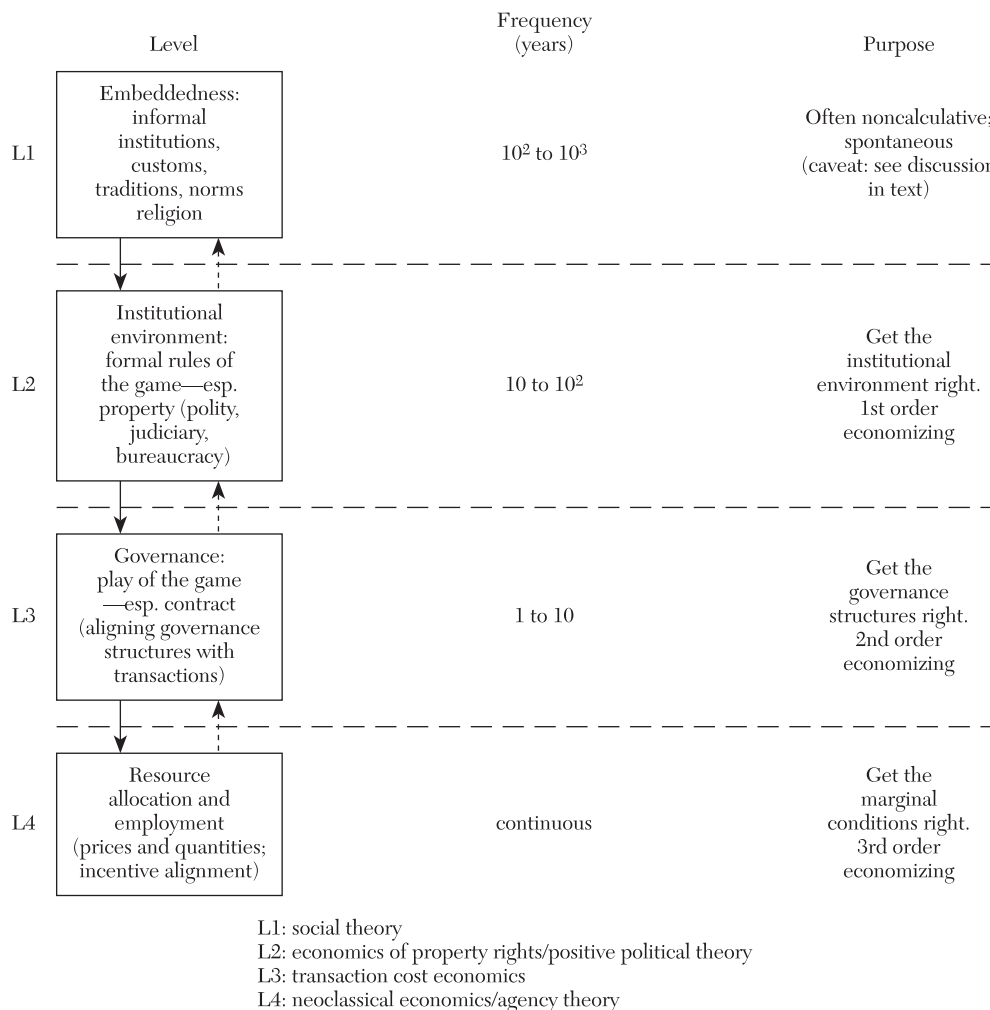 Level
Frequency
(years)
Purpose
L1
Embeddedness:
informal
institutions,
customs,
traditions, norms
religion
10² to 10³
Often noncalculative;
spontaneous
(caveat: see discussion
in text)
L2
Institutional
environment:
formal rules of
the game—esp.
property (polity,
judiciary,
bureaucracy)
10 to 10²
Get the
institutional
environment right.
1st order
economizing
L3
Governance:
play of the game
—esp. contract
(aligning governance
structures with
transactions)
1 to 10
Get the
governance
structures right.
2nd order
economizing
L4
Resource
allocation and
employment
(prices and quantities;
incentive alignment)
continuous
Get the
marginal
conditions right.
3rd order
economizing
L1: social theory
L2: economics of property rights/positive political theory
L3: transaction cost economics
L4: neoclassical economics/agency theory